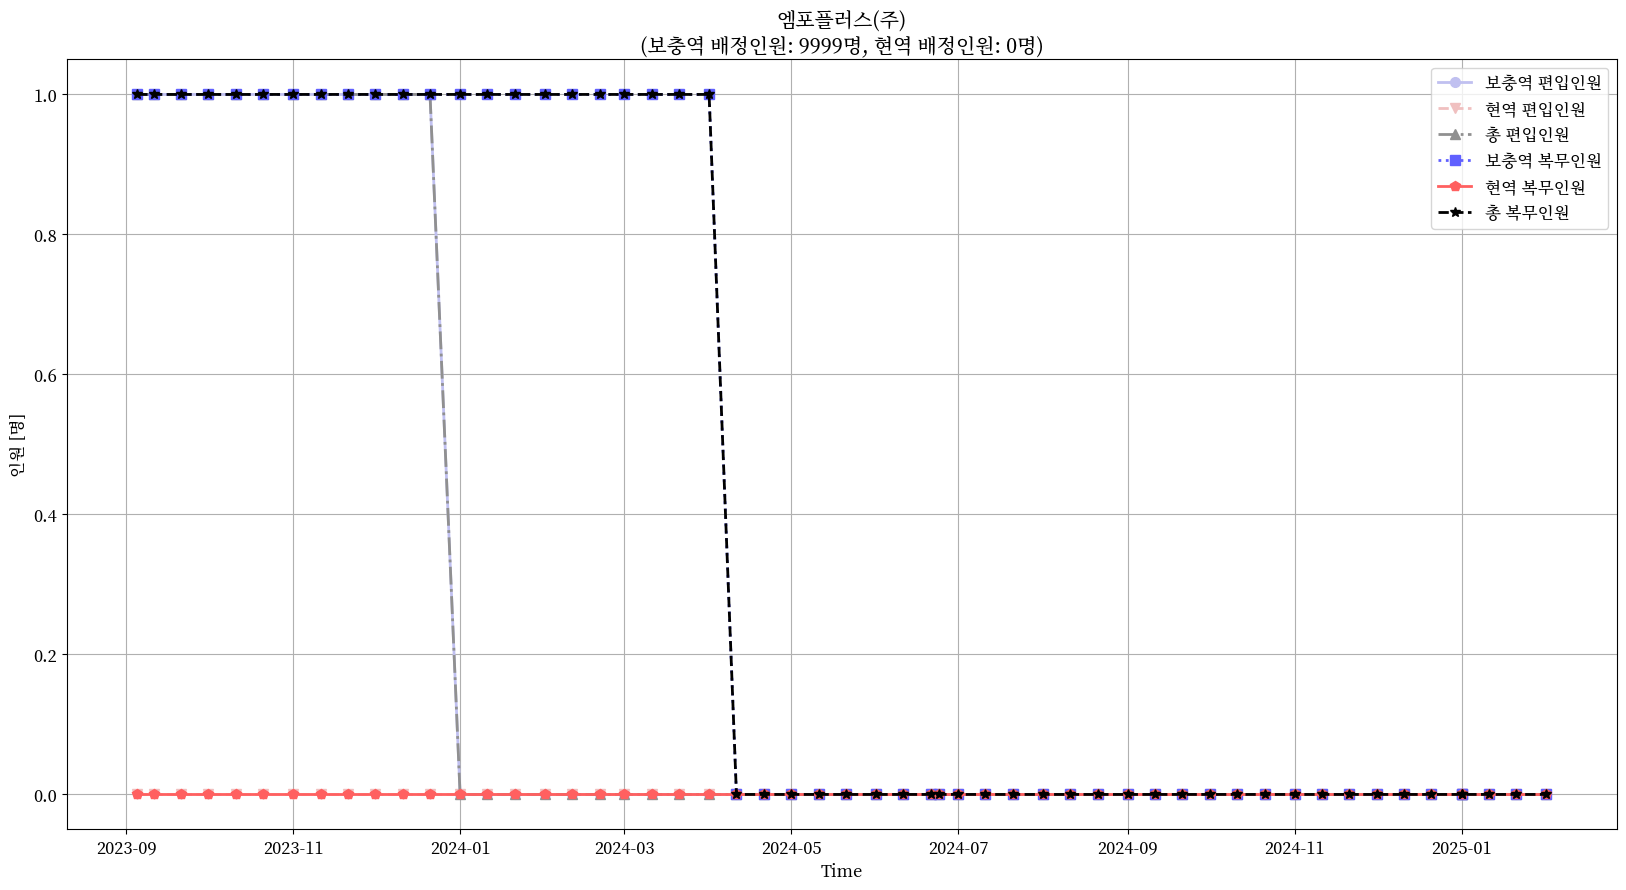 엠포플러스(주)
(보충역 배정인원: 9999명, 현역 배정인원: 0명)
보충역 편입인원
현역 편입인원
총 편입인원
보충역 복무인원
현역 복무인원
총 복무인원
1.0
0.8
0.6
0.4
0.2
0.0
인원 [명]
2023-09 2023-11 2024-01 2024-03 2024-05 2024-07 2024-09 2024-11 2025-01
Time